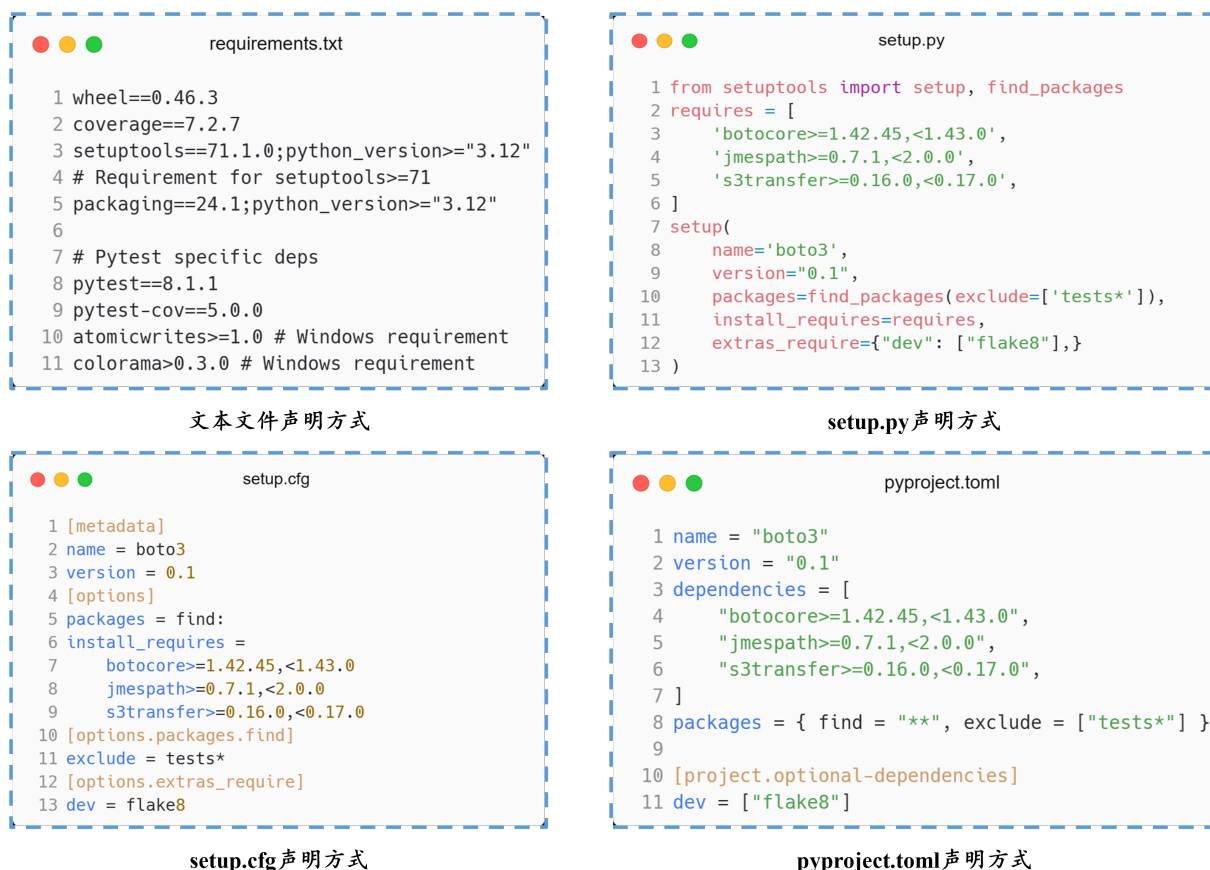 requirements.txt
1 wheel==0.46.3
2 coverage==7.2.7
3 setuptools==71.1.0;python_version>="3.12"
4 # Requirement for setuptools>=71
5 packaging==24.1;python_version>="3.12"
6
7 # Pytest specific deps
8 pytest==8.1.1
9 pytest-cov==5.0.0
10 atomicwrites>=1.0 # Windows requirement
11 colorama>0.3.0 # Windows requirement
文本文件声明方式
setup.py
1 from setuptools import setup, find_packages
2 requires = [
3     'botocore>=1.42.45,<1.43.0',
4     'jmespath>=0.7.1,<2.0.0',
5     's3transfer>=0.16.0,<0.17.0',
6 ]
7 setup(
8     name='boto3',
9     version="0.1",
10     packages=find_packages(exclude=['tests*']),
11     install_requires=requires,
12     extras_require={"dev": ["flake8"],}
13 )
setup.py声明方式
setup.cfg
1 [metadata]
2 name = boto3
3 version = 0.1
4 [options]
5 packages = find:
6 install_requires =
7     botocore>=1.42.45,<1.43.0
8     jmespath>=0.7.1,<2.0.0
9     s3transfer>=0.16.0,<0.17.0
10 [options.packages.find]
11 exclude = tests*
12 [options.extras_require]
13 dev = flake8
setup.cfg声明方式
pyproject.toml
1 name = "boto3"
2 version = "0.1"
3 dependencies = [
4     "botocore>=1.42.45,<1.43.0",
5     "jmespath>=0.7.1,<2.0.0",
6     "s3transfer>=0.16.0,<0.17.0",
7 ]
8 packages = { find = "**", exclude = ["tests*"] }
9
10 [project.optional-dependencies]
11 dev = ["flake8"]
pyproject.toml声明方式